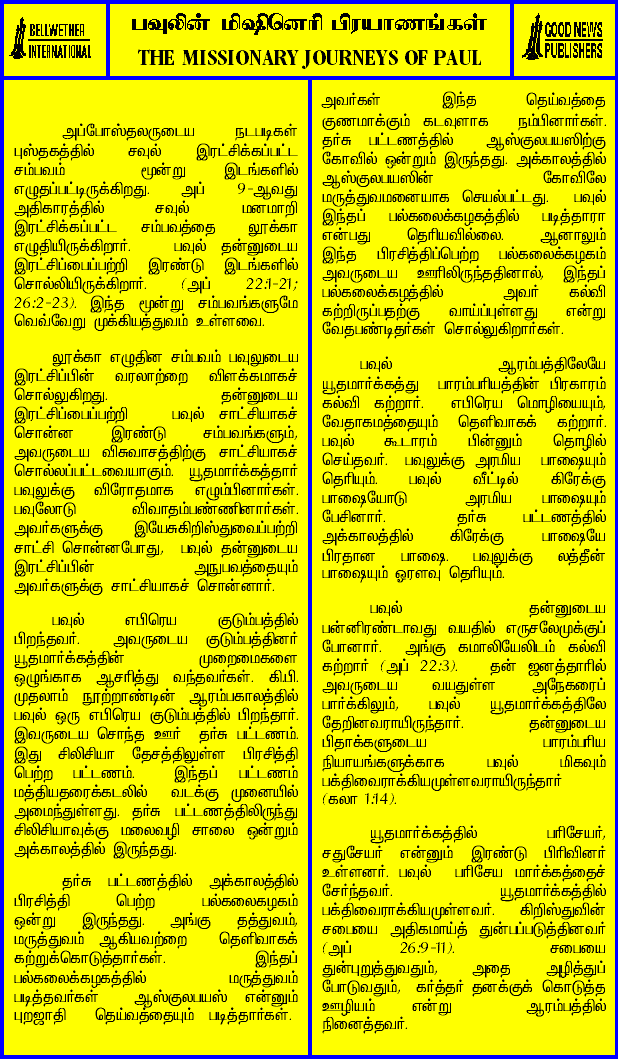 BELLWETHER
INTERNATIONAL
பவுலின் மிஷினெரி பிரயாணங்கள்
THE MISSIONARY JOURNEYS OF PAUL
GOOD NEWS
PUBLISHERS
அப்போஸ்தலருடைய நடபடிகள்
புஸ்தகத்தில் சவுல் இரட்சிக்கப்பட்ட
சம்பவம் மூன்று இடங்களில்
எழுதப்பட்டிருக்கிறது. அப் 9-ஆவது
அதிகாரத்தில் சவுல் மனமாறி
இரட்சிக்கப்பட்ட சம்பவத்தை லூக்கா
எழுதியிருக்கிறார். பவுல் தன்னுடைய
இரட்சிப்பைப்பற்றி இரண்டு இடங்களில்
சொல்லியிருக்கிறார். (அப் 22:1-21;
26:2-23). இந்த மூன்று சம்பவங்களுமே
வெவ்வேறு முக்கியத்துவம் உள்ளவை.
லூக்கா எழுதின சம்பவம் பவுலுடைய
இரட்சிப்பின் வரலாற்றை விளக்கமாகச்
சொல்லுகிறது. தன்னுடைய
இரட்சிப்பைப்பற்றி பவுல் சாட்சியாகச்
சொன்ன இரண்டு சம்பவங்களும்,
அவருடைய விசுவாசத்திற்கு சாட்சியாகச்
சொல்லப்பட்டவையாகும். யூதமார்க்கத்தார்
பவுலுக்கு விரோதமாக எழும்பினார்கள்.
பவுலோடு விவாதம்பண்ணினார்கள்.
அவர்களுக்கு இயேசுகிறிஸ்துவைப்பற்றி
சாட்சி சொன்னபோது, பவுல் தன்னுடைய
இரட்சிப்பின் அநுபவத்தையும்
அவர்களுக்கு சாட்சியாகச் சொன்னார்.
பவுல் எபிரெய குடும்பத்தில்
பிறந்தவர். அவருடைய குடும்பத்தினர்
யூதமார்க்கத்தின் முறைமைகளை
ஒழுங்காக ஆசரித்து வந்தவர்கள். கி.பி.
முதலாம் நூற்றாண்டின் ஆரம்பகாலத்தில்
பவுல் ஒரு எபிரெய குடும்பத்தில் பிறந்தார்.
இவருடைய சொந்த ஊர் தர்சு பட்டணம்.
இது சிலிசியா தேசத்திலுள்ள பிரசித்தி
பெற்ற பட்டணம். இந்தப் பட்டணம்
மத்தியதரைக்கடலில் வடக்கு முனையில்
அமைந்துள்ளது. தர்சு பட்டணத்திலிருந்து
சிலிசியாவுக்கு மலைவழி சாலை ஒன்றும்
அக்காலத்தில் இருந்தது.
தர்சு பட்டணத்தில் அக்காலத்தில்
பிரசித்தி பெற்ற பல்கலைகழகம்
ஒன்று இருந்தது. அங்கு தத்துவம்,
மருத்துவம் ஆகியவற்றை தெளிவாகக்
கற்றுக்கொடுத்தார்கள். இந்தப்
பல்கலைக்கழகத்தில் மருத்துவம்
படித்தவர்கள் ஆஸ்குலபயஸ் என்னும்
புறஜாதி தெய்வத்தையும் படித்தார்கள்.
அவர்கள் இந்த தெய்வத்தை
குணமாக்கும் கடவுளாக நம்பினார்கள்.
தர்சு பட்டணத்தில் ஆஸ்குலபயஸிற்கு
கோவில் ஒன்றும் இருந்தது. அக்காலத்தில்
ஆஸ்குலபயஸின் கோவிலே
மருத்துவமனையாக செயல்பட்டது. பவுல்
இந்தப் பல்கலைக்கழகத்தில் படித்தாரா
என்பது தெரியவில்லை. ஆனாலும்
இந்த பிரசித்திப்பெற்ற பல்கலைக்கழகம்
அவருடைய ஊரிலிருந்ததினால், இந்தப்
பல்கலைக்கழத்தில் அவர் கல்வி
கற்றிருப்பதற்கு வாய்ப்புள்ளது என்று
வேதபண்டிதர்கள் சொல்லுகிறார்கள்.
பவுல் ஆரம்பத்திலேயே
யூதமார்க்கத்து பாரம்பரியத்தின் பிரகாரம்
கல்வி கற்றார். எபிரெய மொழியையும்,
வேதாகமத்தையும் தெளிவாகக் கற்றார்.
பவுல் கூடாரம் பின்னும் தொழில்
செய்தவர். பவுலுக்கு அரமிய பாஷையும்
தெரியும். பவுல் வீட்டில் கிரேக்கு
பாஷையோடு அரமிய பாஷையும்
பேசினார். தர்சு பட்டணத்தில்
அக்காலத்தில் கிரேக்கு பாஷையே
பிரதான பாஷை. பவுலுக்கு லத்தீன்
பாஷையும் ஓரளவு தெரியும்.
பவுல் தன்னுடைய
பன்னிரண்டாவது வயதில் எருசலேமுக்குப்
போனார். அங்கு கமாலியேலிடம் கல்வி
கற்றார் (அப் 22:3). தன் ஜனத்தாரில்
அவருடைய வயதுள்ள அநேகரைப்
பார்க்கிலும், பவுல் யூதமார்க்கத்திலே
தேறினவராயிருந்தார். தன்னுடைய
பிதாக்களுடைய பாரம்பரிய
நியாயங்களுக்காக பவுல் மிகவும்
பக்திவைராக்கியமுள்ளவராயிருந்தார்
(கலா 1:14).
யூதமார்க்கத்தில் பரிசேயர்,
சதுசேயர் என்னும் இரண்டு பிரிவினர்
உள்ளனர். பவுல் பரிசேய மார்க்கத்தைச்
சேர்ந்தவர். யூதமார்க்கத்தில்
பக்திவைராக்கியமுள்ளவர். கிறிஸ்துவின்
சபையை அதிகமாய்த் துன்பப்படுத்தினவர்
(அப் 26:9-11). சபையை
துன்புறுத்துவதும், அதை அழித்துப்
போடுவதும், கர்த்தர் தனக்குக் கொடுத்த
ஊழியம் என்று ஆரம்பத்தில்
நினைத்தவர்.